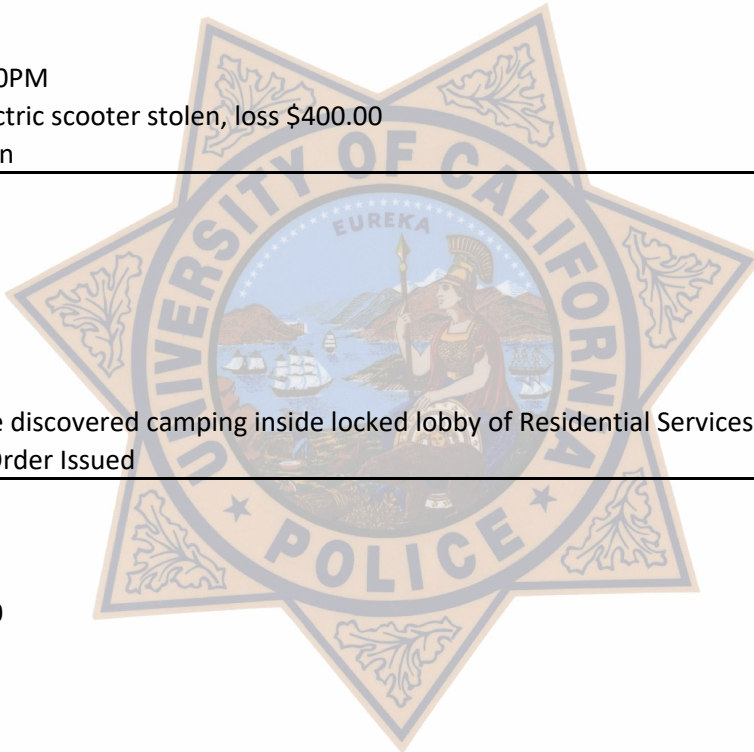 0PM
ctric scooter stolen, loss $400.00
n
UNIVERSITY OF CALIFORNIA
EUREKA
e discovered camping inside locked lobby of Residential Services
Order Issued
POLICE
)